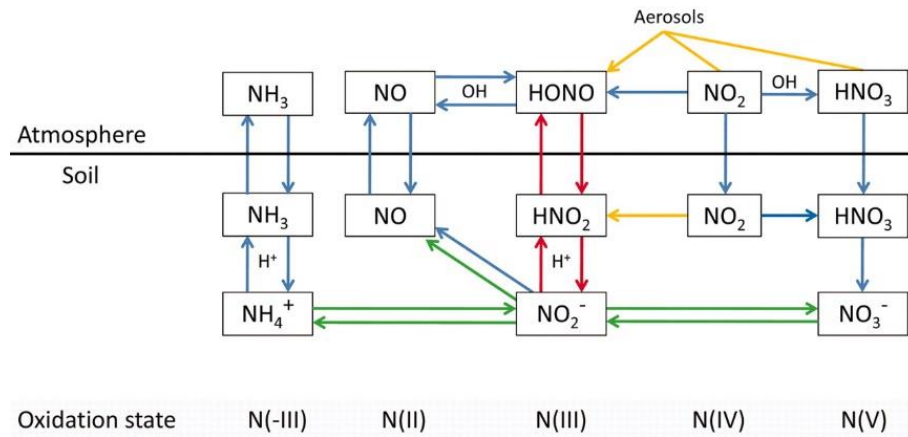 Aerosols
NH₃ NO HONO NO₂ HNO₃
OH OH
Atmosphere
Soil
NH₃ NO HNO₂ NO₂ HNO₃
H⁺ H⁺
NH₄⁺ NO₂⁻ NO₃⁻
Oxidation state N(-III) N(II) N(III) N(IV) N(V)